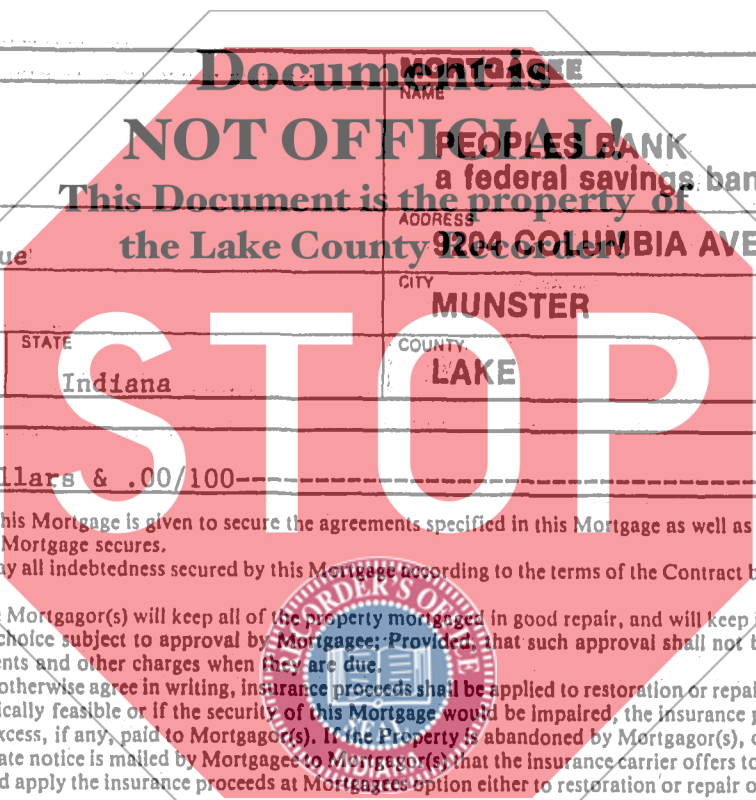 Document is
NOT OFFICIAL!
This Document is the property of
the Lake County Recorder!
STOP
MORTGAGEE
NAME
PEOPLES BANK
a federal savings ban
ADDRESS
9204 COLUMBIA AVE
ue
CITY
MUNSTER
STATE
Indiana
COUNTY
LAKE
llars & .00/100
his Mortgage is given to secure the agreements specified in this Mortgage as well as
Mortgage secures.
ay all indebtedness secured by this Mortgage according to the terms of the Contract b
Mortgagor(s) will keep all of the property mortgaged in good repair, and will keep
choice subject to approval by Mortgagee; Provided, that such approval shall not b
ents and other charges when they are due.
otherwise agree in writing, insurance proceeds shall be applied to restoration or repai
ically feasible or if the security of this Mortgage would be impaired, the insurance p
xcess, if any, paid to Mortgagor(s). If the Property is abandoned by Mortgagor(s), o
ate notice is mailed by Mortgagee to Mortgagor(s) that the insurance carrier offers to
d apply the insurance proceeds at Mortgagees option either to restoration or repair o
RECORDER'S OF
INDIANA